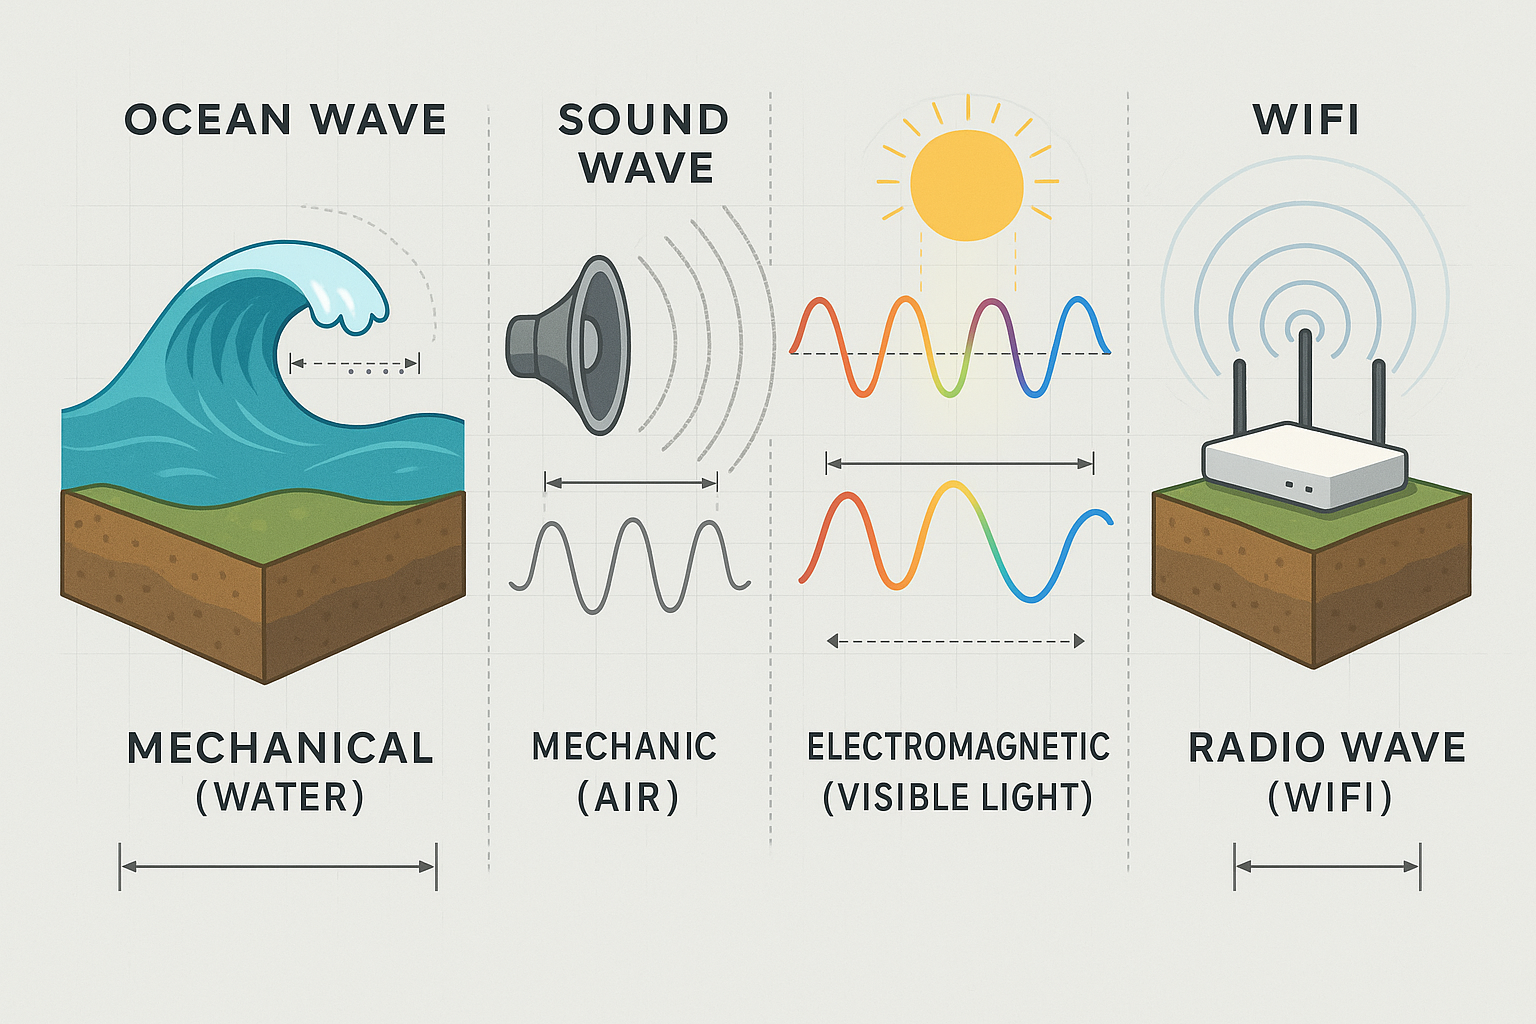 OCEAN WAVE
SOUND
WAVE
WIFI
MECHANICAL
(WATER)
MECHANIC
(AIR)
ELECTROMAGNETIC
(VISIBLE LIGHT)
RADIO WAVE
(WIFI)